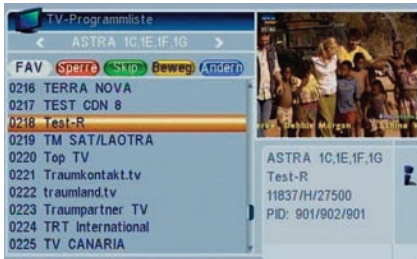 TV-Programmliste
ASTRA 1C,1E,1F,1G
FAV Sperre Skip Beweg. Ändern
0216 TERRA NOVA
0217 TEST CDN 8
0218 Test-R
0219 TM SAT/LAOTRA
0220 Top TV
0221 Traumkontakt.tv
0222 traumland.tv
0223 Traumpartner TV
0224 TRT International
0225 TV CANARIA
Debbie Morgan
ASTRA 1C,1E,1F,1G
Test-R
11837/H/27500
PID: 901/902/901